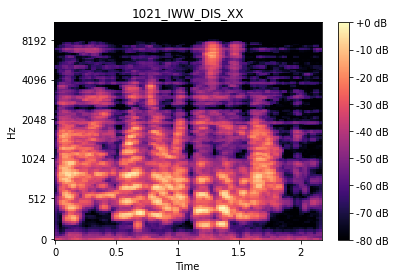 1021_IWW_DIS_XX
Hz
8192
4096
2048
1024
512
0
0
0.5
1
1.5
2
Time
+0 dB
-10 dB
-20 dB
-30 dB
-40 dB
-50 dB
-60 dB
-70 dB
-80 dB